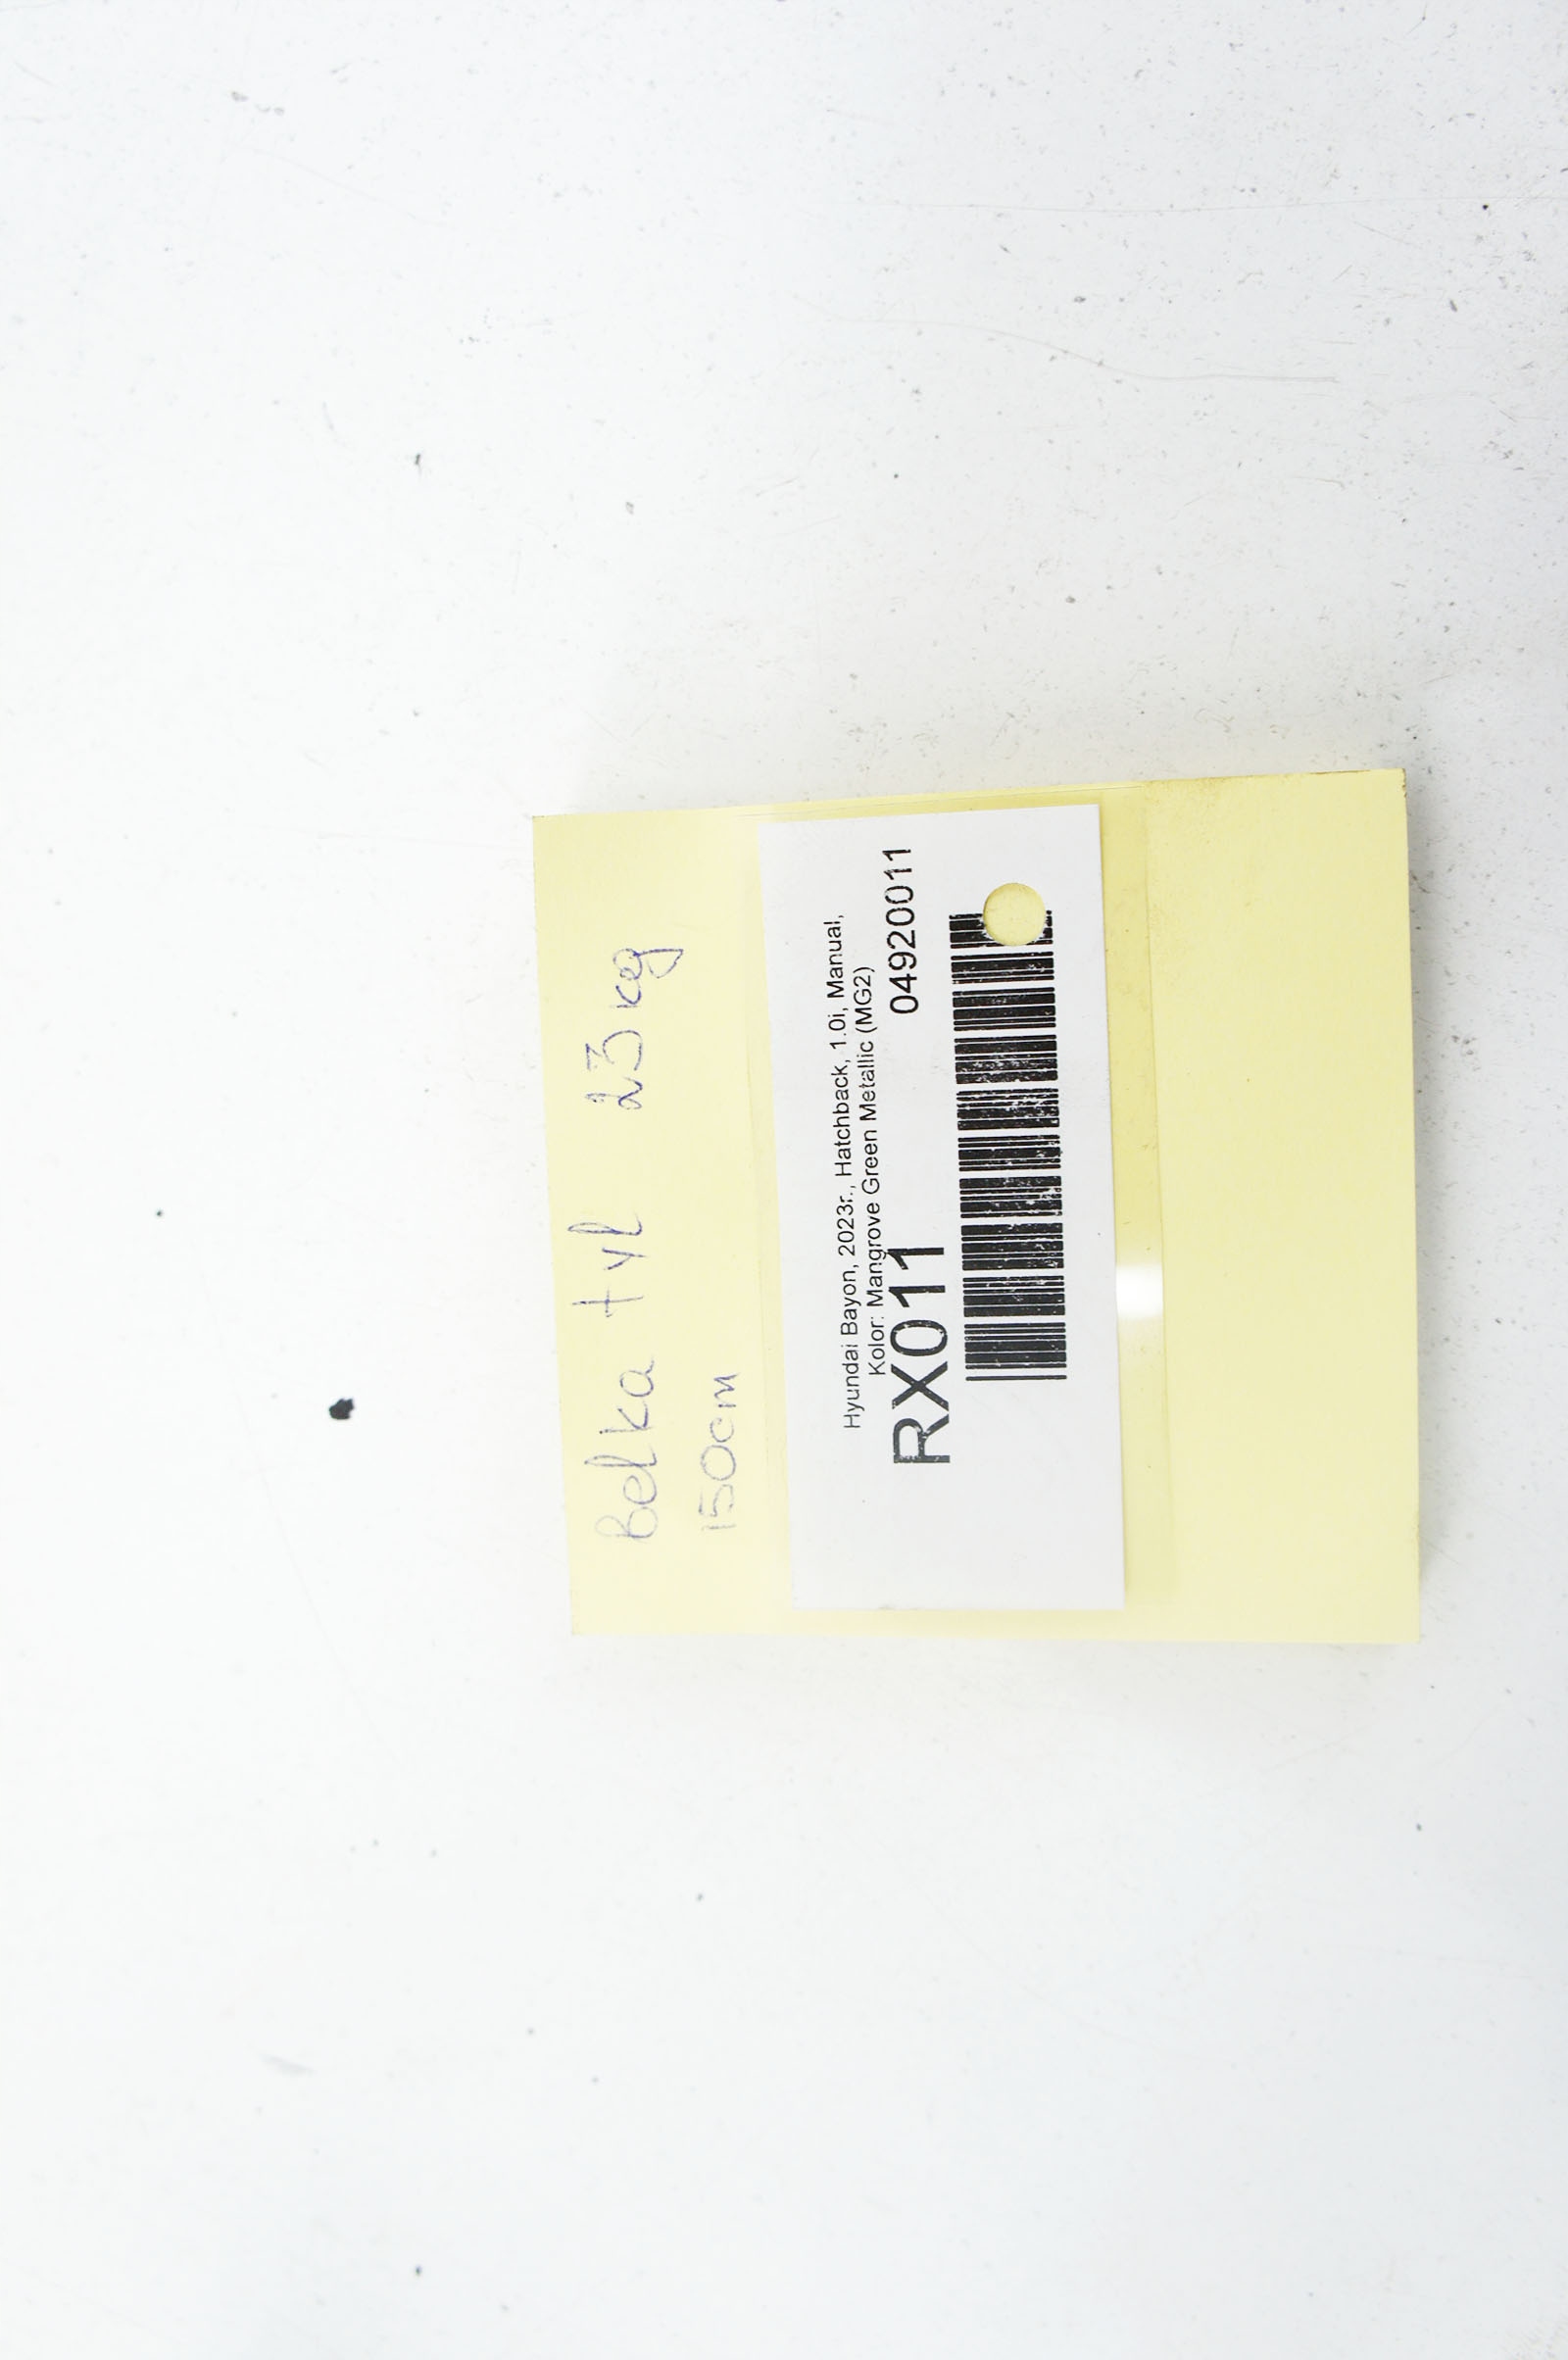 Belka tył 23kg
150cm
Hyundai Bayon, 2023r., Hatchback, 1.0i, Manual,
Kolor: Mangrove Green Metallic (MG2)
RX011 04920011